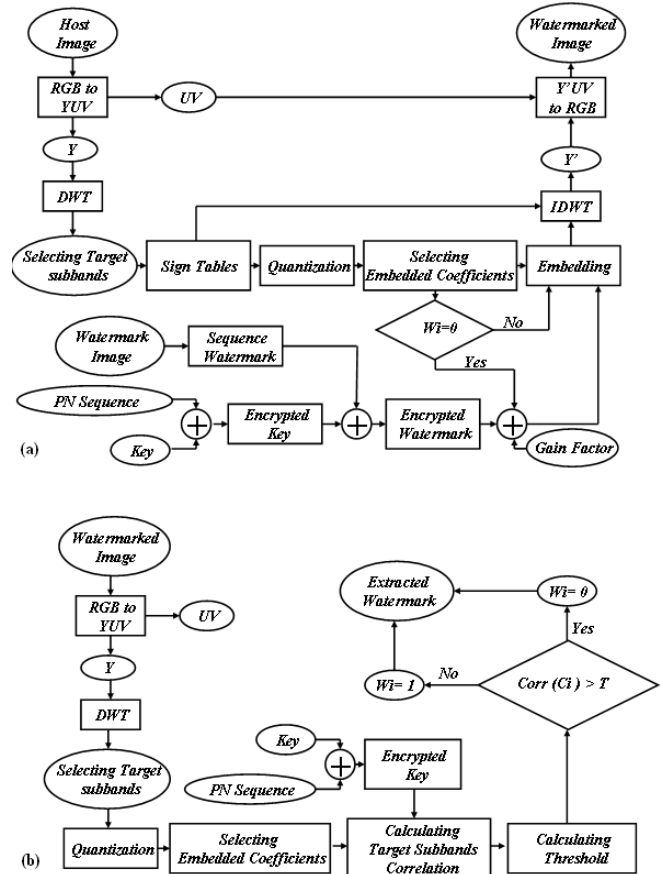 Host
Image
Watermarked
Image
RGB to
YUV
UV
Y'UV
to RGB
Y
Y'
DWT
IDWT
Selecting Target
subbands
Sign Tables
Quantization
Selecting
Embedded Coefficients
Embedding
Wi=0
No
Yes
Watermark
Image
Sequence
Watermark
PN Sequence
Encrypted
Key
Encrypted
Watermark
Key
Gain Factor
(a)
Watermarked
Image
RGB to
YUV
UV
Y
DWT
Selecting Target
subbands
Extracted
Watermark
Wi= 0
Yes
Wi= 1
No
Corr (Ci ) > T
Key
PN Sequence
Encrypted
Key
Quantization
Selecting
Embedded Coefficients
Calculating
Target Subbands
Correlation
Calculating
Threshold
(b)